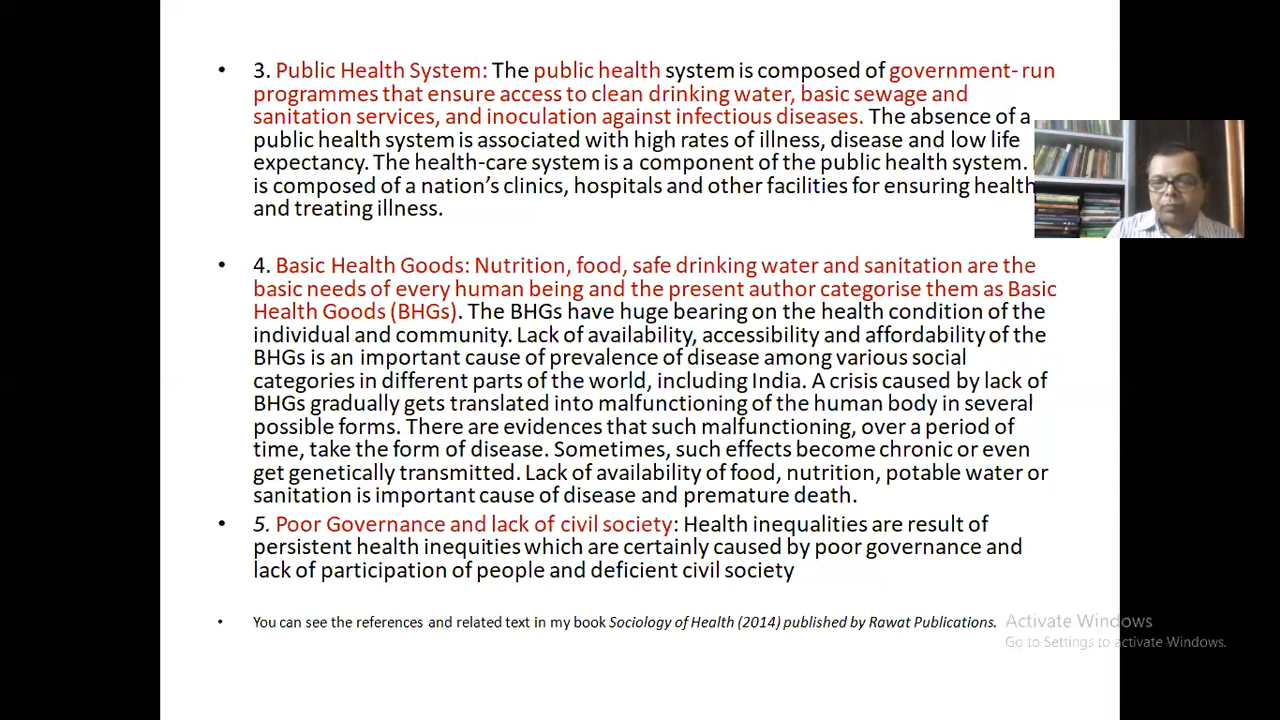 • 3. Public Health System: The public health system is composed of government- run
programmes that ensure access to clean drinking water, basic sewage and
sanitation services, and inoculation against infectious diseases. The absence of a
public health system is associated with high rates of illness, disease and low life
expectancy. The health-care system is a component of the public health system.
is composed of a nation's clinics, hospitals and other facilities for ensuring health
and treating illness.
• 4. Basic Health Goods: Nutrition, food, safe drinking water and sanitation are the
basic needs of every human being and the present author categorise them as Basic
Health Goods (BHGs). The BHGs have huge bearing on the health condition of the
individual and community. Lack of availability, accessibility and affordability of the
BHGs is an important cause of prevalence of disease among various social
categories in different parts of the world, including India. A crisis caused by lack of
BHGs gradually gets translated into malfunctioning of the human body in several
possible forms. There are evidences that such malfunctioning, over a period of
time, take the form of disease. Sometimes, such effects become chronic or even
get genetically transmitted. Lack of availability of food, nutrition, potable water or
sanitation is important cause of disease and premature death.
• 5. Poor Governance and lack of civil society: Health inequalities are result of
persistent health inequities which are certainly caused by poor governance and
lack of participation of people and deficient civil society
• You can see the references and related text in my book Sociology of Health (2014) published by Rawat Publications.
Activate Windows
Go to Settings to activate Windows.